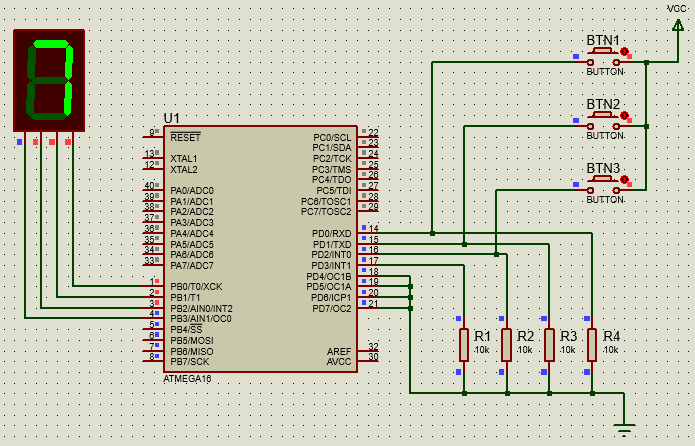 VCC
BTN1
BUTTON
BTN2
BUTTON
BTN3
BUTTON
U1
9 RESET PC0/SCL 22
PC1/SDA 23
13 XTAL1 PC2/TCK 24
12 XTAL2 PC3/TMS 25
PC4/TDO 26
40 PA0/ADC0 PC5/TDI 27
39 PA1/ADC1 PC6/TOSC1 28
38 PA2/ADC2 PC7/TOSC2 29
37 PA3/ADC3
36 PA4/ADC4 PD0/RXD 14
35 PA5/ADC5 PD1/TXD 15
34 PA6/ADC6 PD2/INT0 16
33 PA7/ADC7 PD3/INT1 17
PD4/OC1B 18
1 PB0/T0/XCK PD5/OC1A 19
2 PB1/T1 PD6/ICP1 20
3 PB2/AIN0/INT2 PD7/OC2 21
4 PB3/AIN1/OC0
5 PB4/SS
6 PB5/MOSI
7 PB6/MISO AREF 32
8 PB7/SCK AVCC 30
ATMEGA16
R1 R2 R3 R4
10k 10k 10k 10k